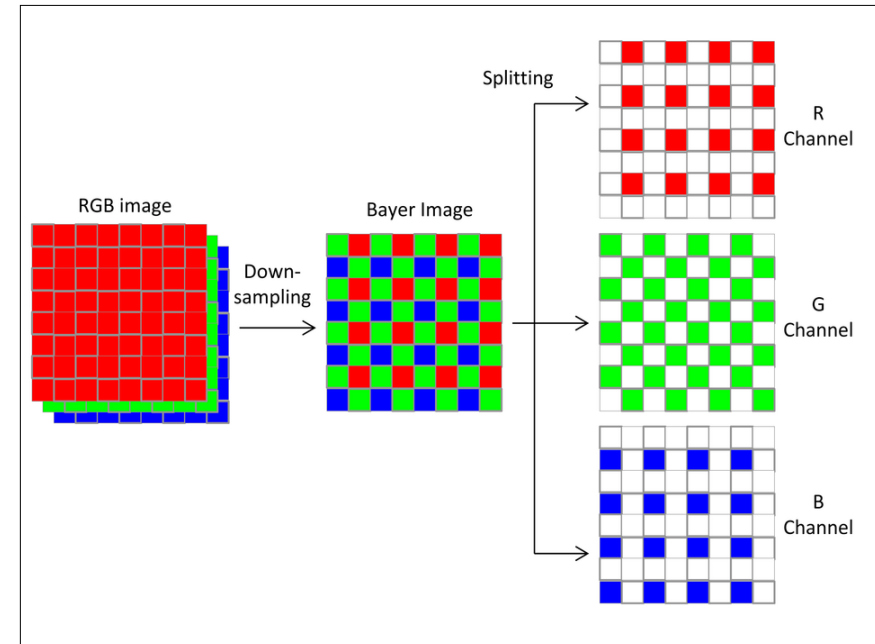 RGB image
Down-
sampling
Bayer Image
Splitting
R
Channel
G
Channel
B
Channel